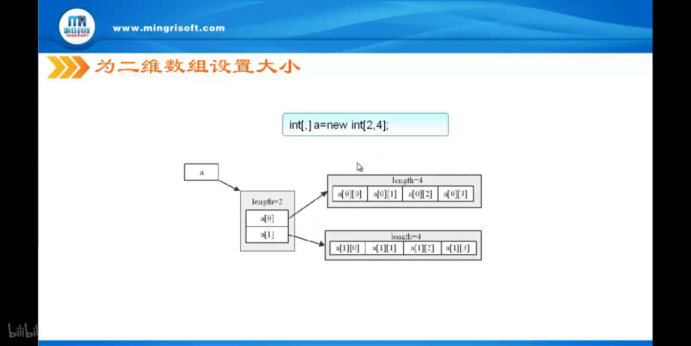 www.mingrisoft.com
为二维数组设置大小
int[,] a=new int[2,4];
a
length=2
a[0]
a[1]
length=4
a[0][0] a[0][1] a[0][2] a[0][3]
length=4
a[1][0] a[1][1] a[1][2] a[1][3]
bilibili